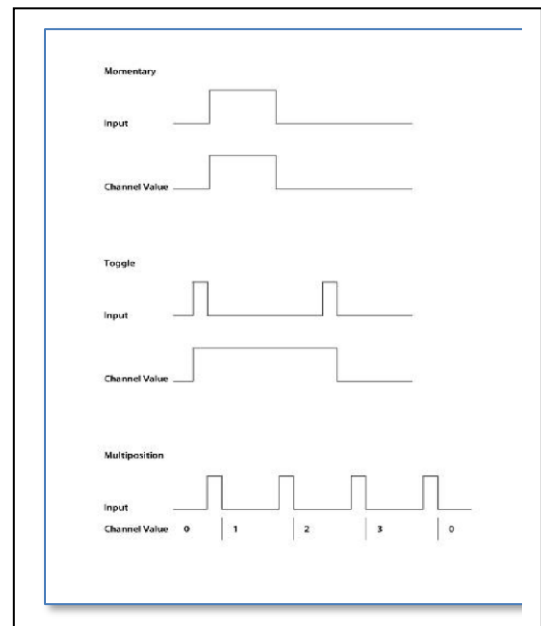 Momentary
Input
Channel Value
Toggle
Input
Channel Value
Multiposition
Input
Channel Value 0 1 2 3 0